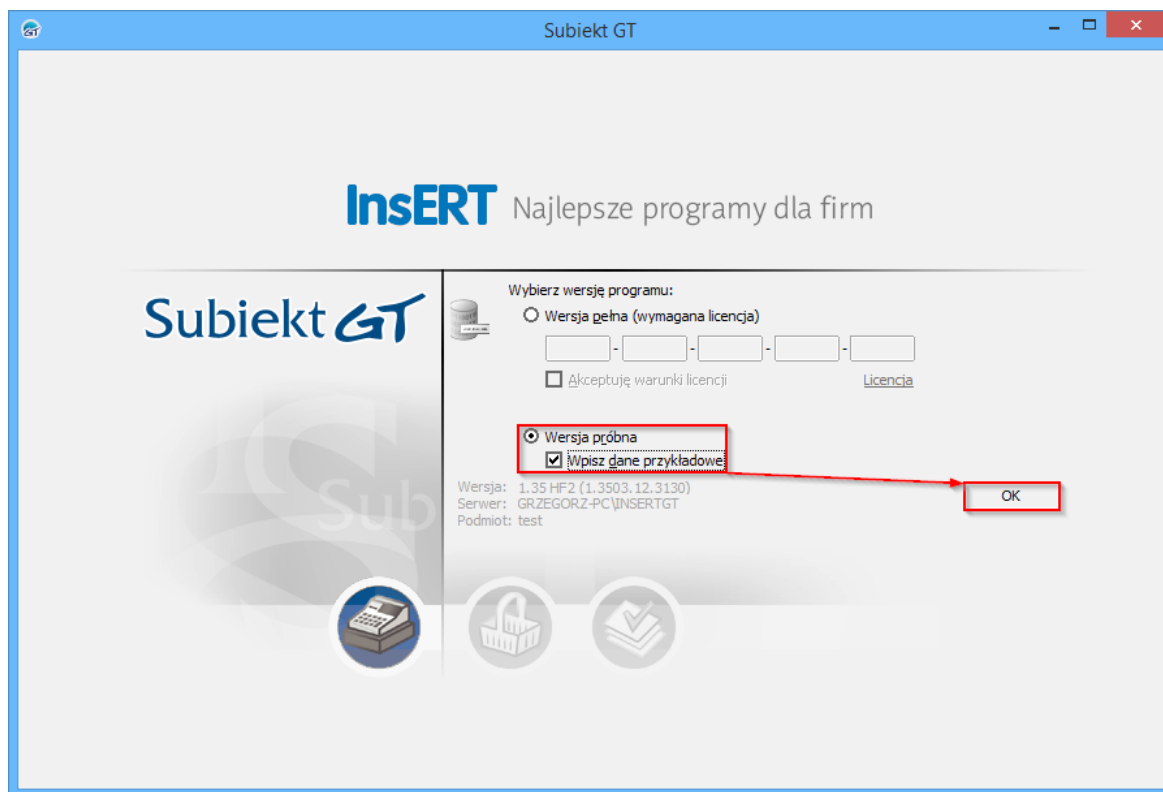 Subiekt GT
InsERT Najlepsze programy dla firm
Subiekt GT
Wybierz wersję programu:
Wersja pełna (wymagana licencja)
- - - -
Akceptuję warunki licencji Licencja
Wersja próbna
Wpisz dane przykładowe
Wersja: 1.35 HF2 (1.3503.12.3130)
Serwer: GRZEGORZ-PC\INSERTGT
Podmiot: test
OK
Sub